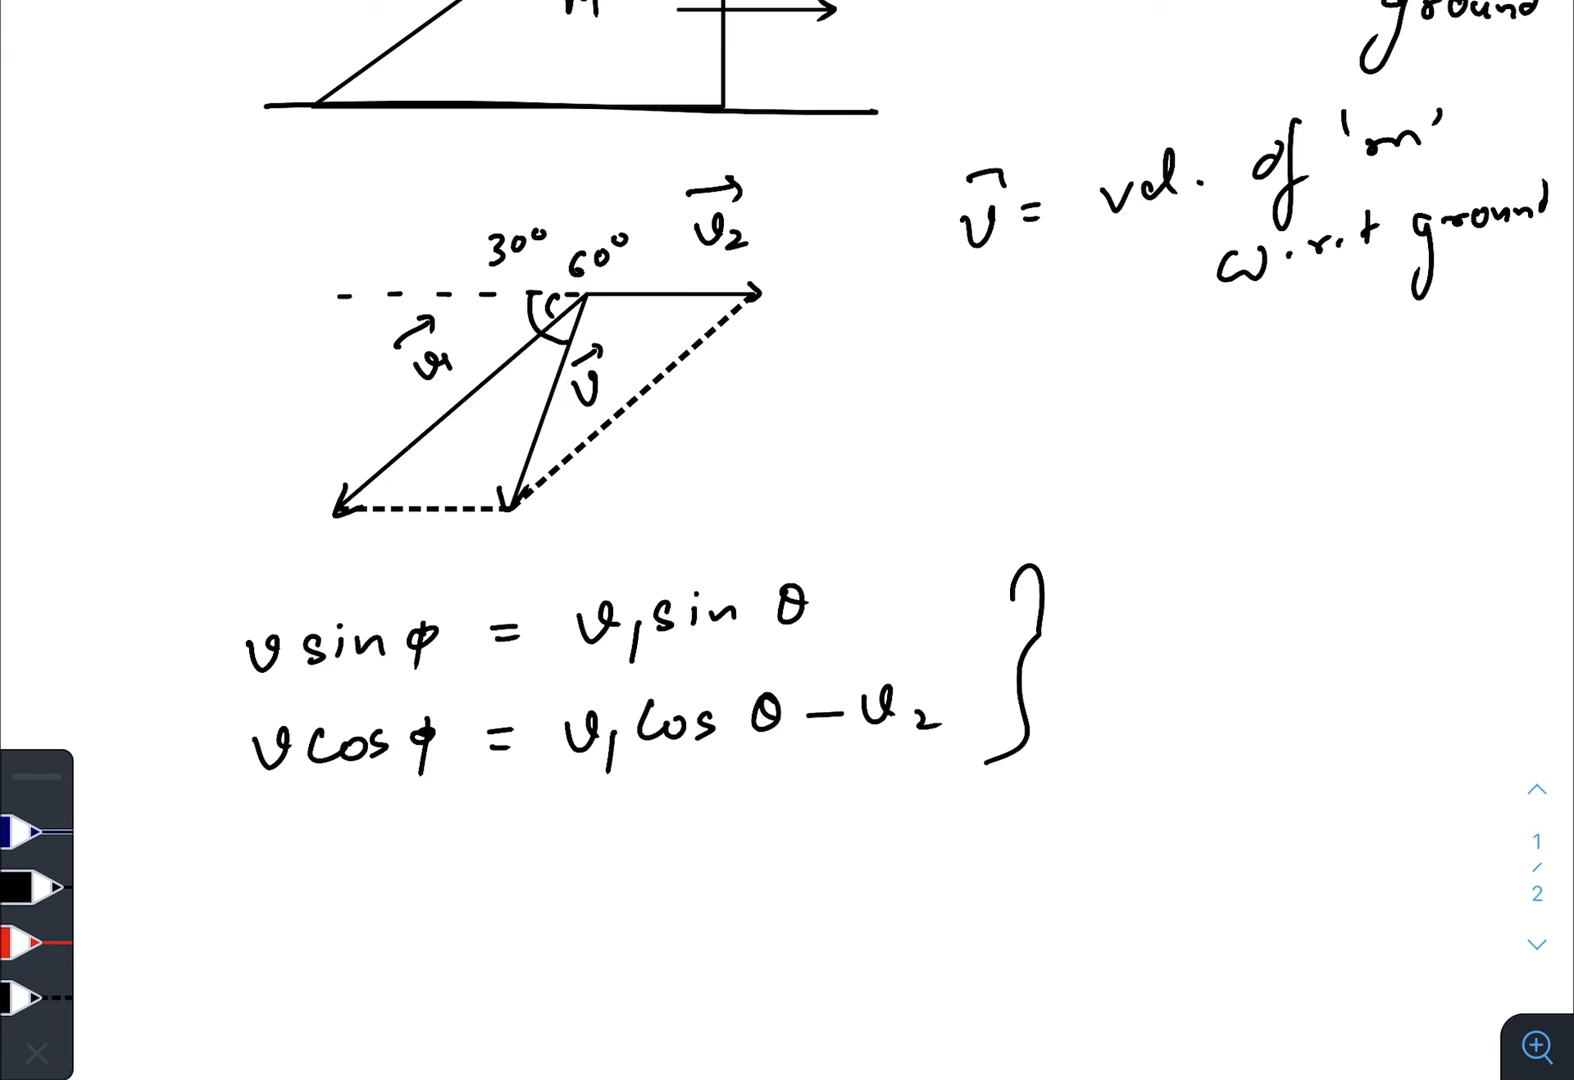 M
ground
v⃗ = vel. of 'm'
w.r.t ground
v⃗₂
30° 60°
v⃗₁
v⃗
v sin ϕ = v₁ sin θ
v cos ϕ = v₁ cos θ − v₂
1
/
2